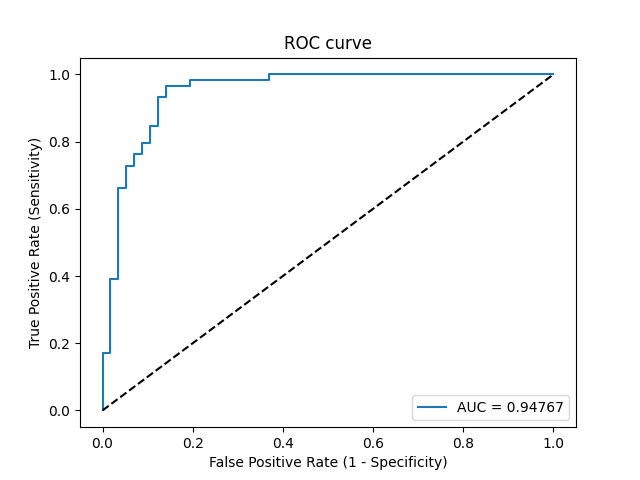 ROC curve
True Positive Rate (Sensitivity)
1.0
0.8
0.6
0.4
0.2
0.0
AUC = 0.94767
0.0 0.2 0.4 0.6 0.8 1.0
False Positive Rate (1 - Specificity)